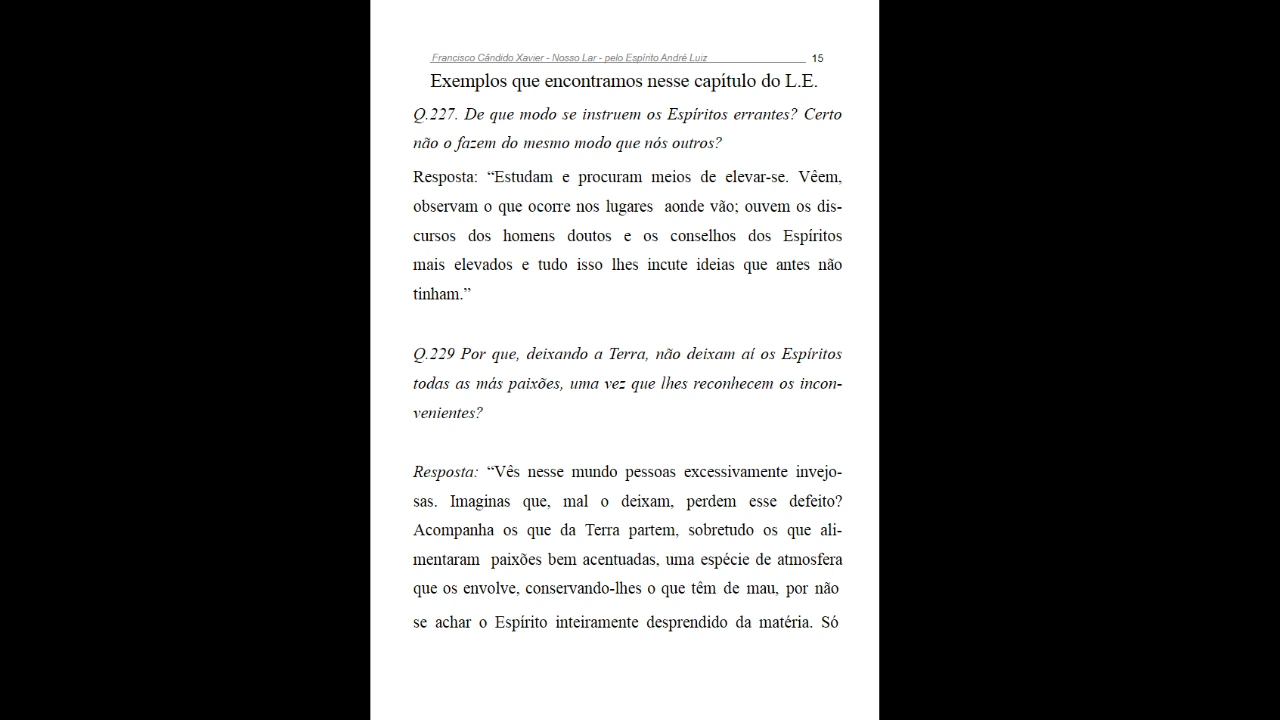 Francisco Cândido Xavier - Nosso Lar - pelo Espírito André Luiz 15
Exemplos que encontramos nesse capítulo do L.E.
Q.227. De que modo se instruem os Espíritos errantes? Certo
não o fazem do mesmo modo que nós outros?
Resposta: “Estudam e procuram meios de elevar-se. Vêem,
observam o que ocorre nos lugares aonde vão; ouvem os dis-
cursos dos homens doutos e os conselhos dos Espíritos
mais elevados e tudo isso lhes incute ideias que antes não
tinham.”
Q.229 Por que, deixando a Terra, não deixam aí os Espíritos
todas as más paixões, uma vez que lhes reconhecem os incon-
venientes?
Resposta: “Vês nesse mundo pessoas excessivamente invejo-
sas. Imaginas que, mal o deixam, perdem esse defeito?
Acompanha os que da Terra partem, sobretudo os que ali-
mentaram paixões bem acentuadas, uma espécie de atmosfera
que os envolve, conservando-lhes o que têm de mau, por não
se achar o Espírito inteiramente desprendido da matéria. Só